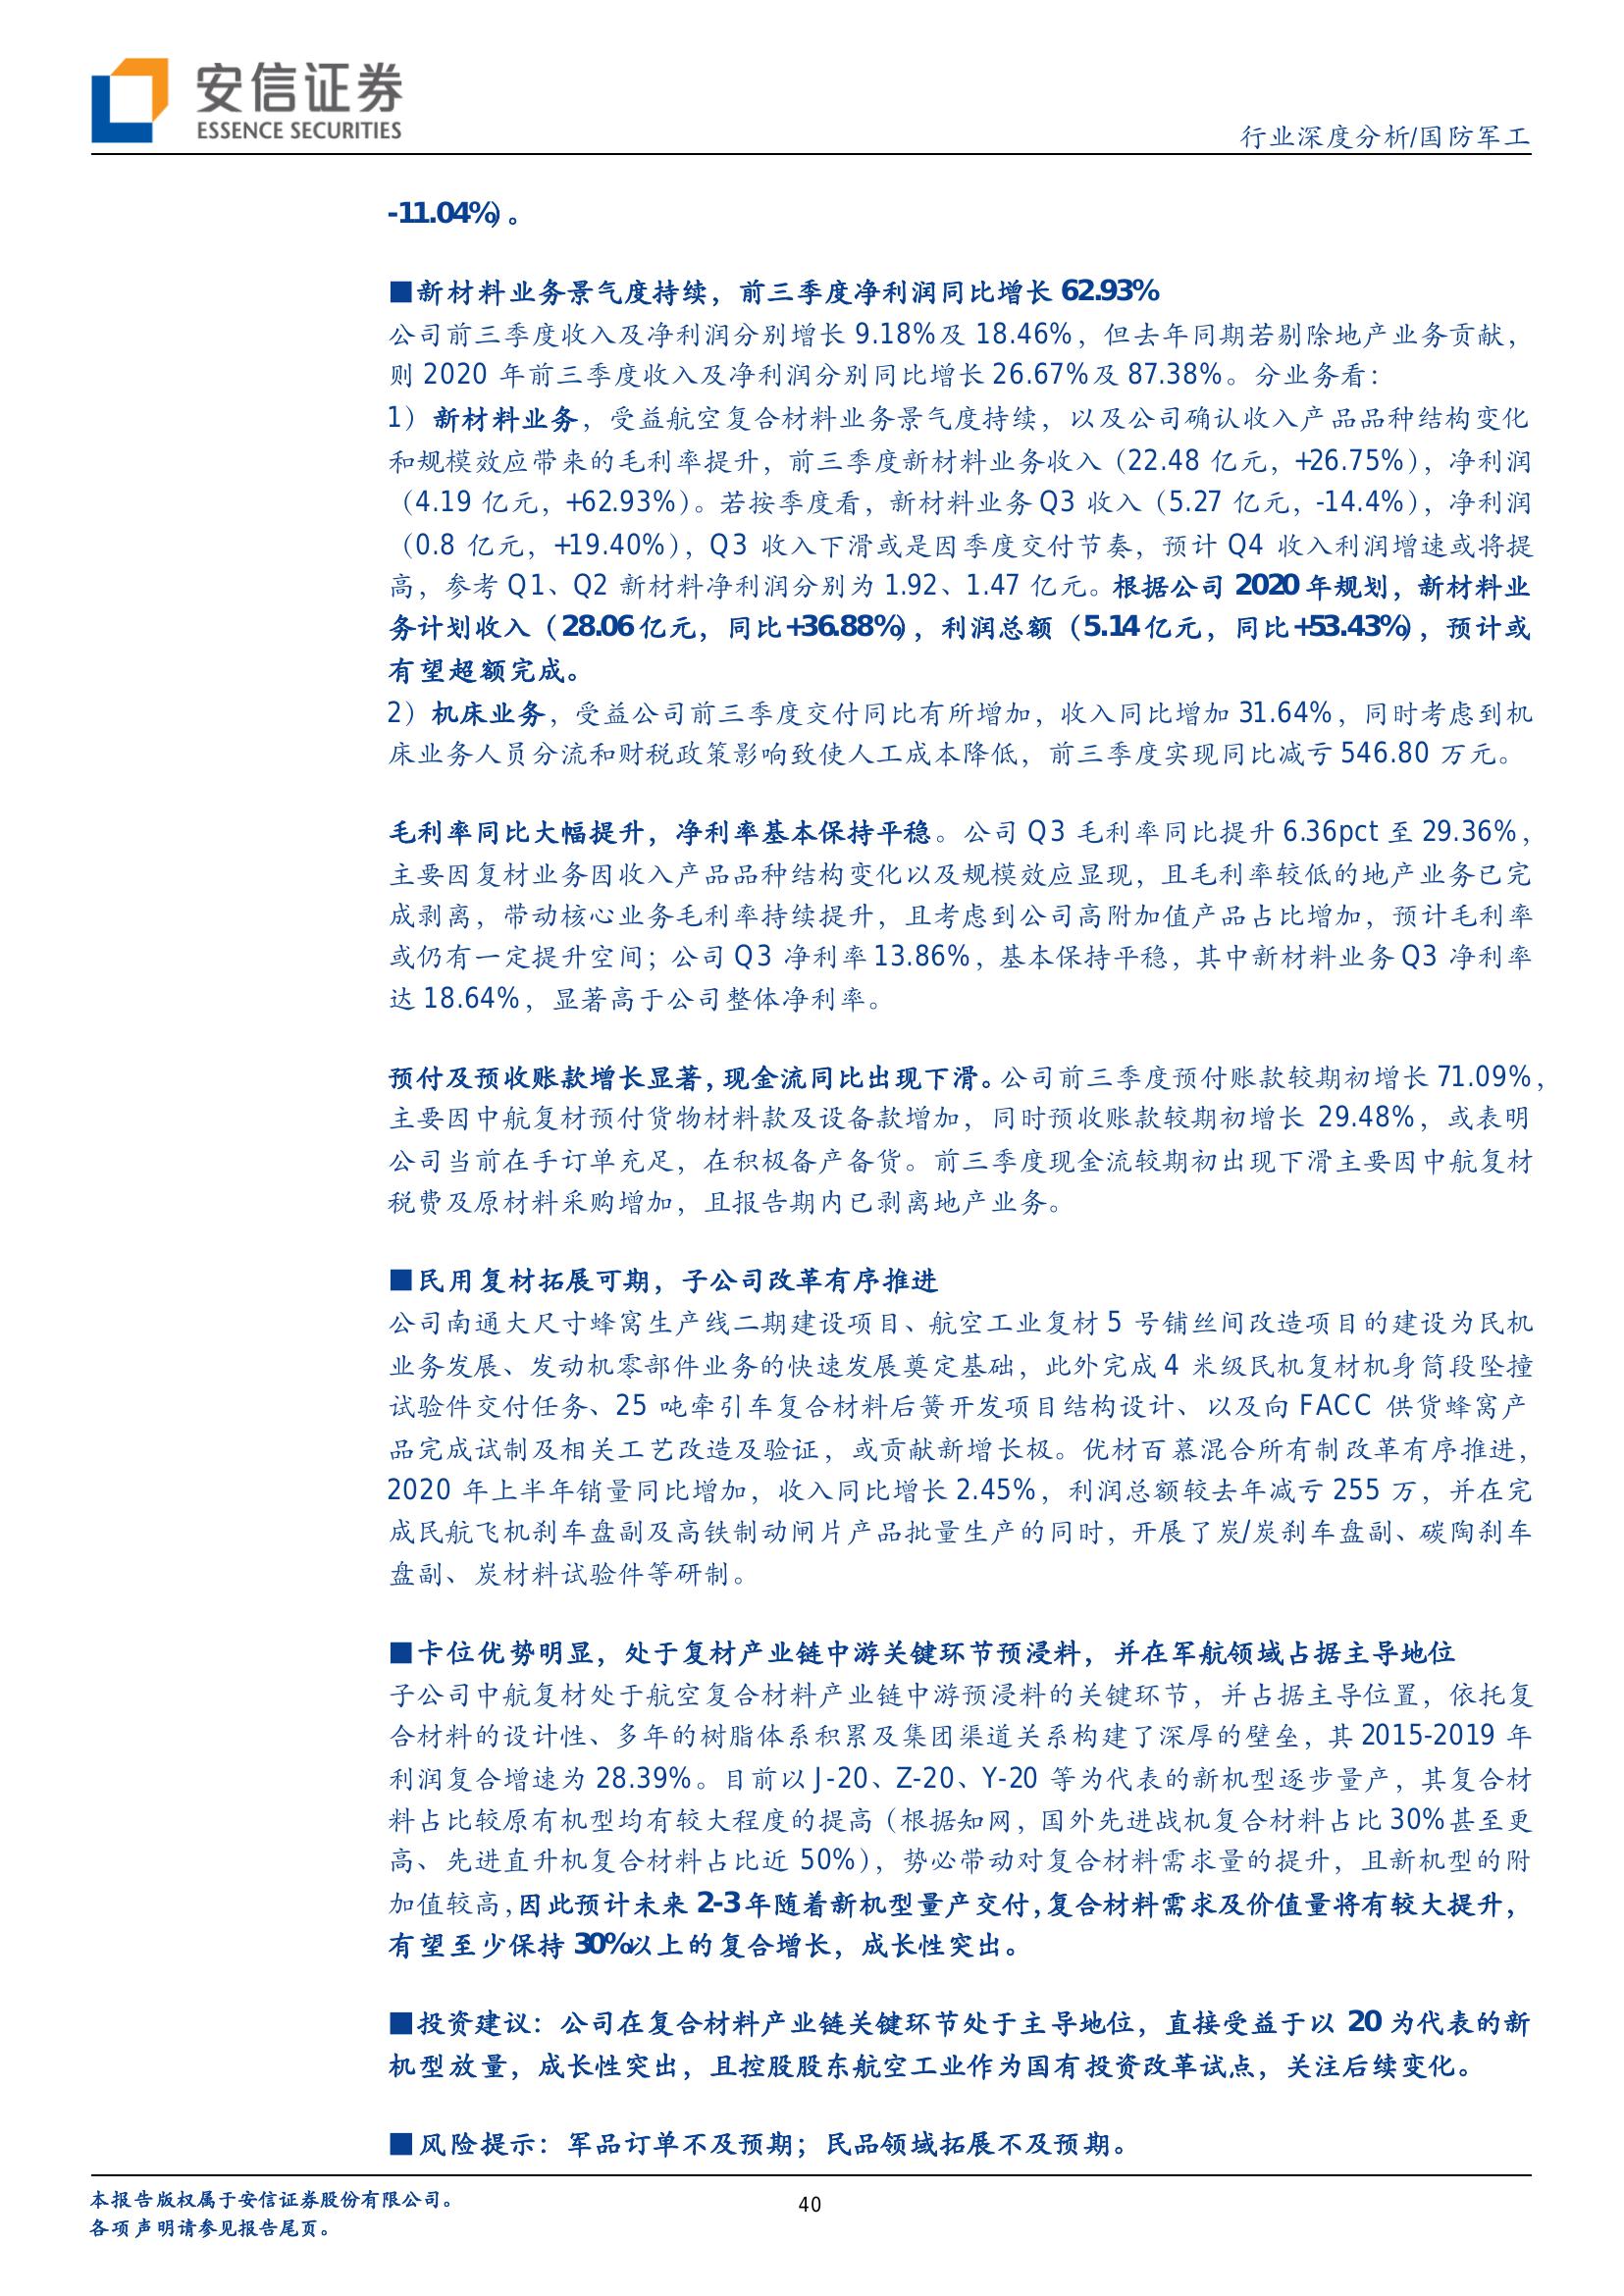 安信证券
ESSENCE SECURITIES
行业深度分析/国防军工
-11.04%)。
■新材料业务景气度持续，前三季度净利润同比增长 62.93%
公司前三季度收入及净利润分别增长 9.18%及 18.46%，但去年同期若剔除地产业务贡献，
则 2020 年前三季度收入及净利润分别同比增长 26.67%及 87.38%。分业务看：
1）新材料业务，受益航空复合材料业务景气度持续，以及公司确认收入产品品种结构变化
和规模效应带来的毛利率提升，前三季度新材料业务收入（22.48 亿元，+26.75%），净利润
（4.19 亿元，+62.93%）。若按季度看，新材料业务 Q3 收入（5.27 亿元，-14.4%），净利润
（0.8 亿元，+19.40%），Q3 收入下滑或是因季度交付节奏，预计 Q4 收入利润增速或将提
高，参考 Q1、Q2 新材料净利润分别为 1.92、1.47 亿元。根据公司 2020 年规划，新材料业
务计划收入（28.06 亿元，同比+36.88%），利润总额（5.14 亿元，同比+53.43%），预计或
有望超额完成。
2）机床业务，受益公司前三季度交付同比有所增加，收入同比增加 31.64%，同时考虑到机
床业务人员分流和财税政策影响致使人工成本降低，前三季度实现同比减亏 546.80 万元。
毛利率同比大幅提升，净利率基本保持平稳。公司 Q3 毛利率同比提升 6.36pct 至 29.36%，
主要因复材业务因收入产品品种结构变化以及规模效应显现，且毛利率较低的地产业务已完
成剥离，带动核心业务毛利率持续提升，且考虑到公司高附加值产品占比增加，预计毛利率
或仍有一定提升空间；公司 Q3 净利率 13.86%，基本保持平稳，其中新材料业务 Q3 净利率
达 18.64%，显著高于公司整体净利率。
预付及预收账款增长显著，现金流同比出现下滑。公司前三季度预付账款较期初增长 71.09%，
主要因中航复材预付货物材料款及设备款增加，同时预收账款较期初增长 29.48%，或表明
公司当前在手订单充足，在积极备产备货。前三季度现金流较期初出现下滑主要因中航复材
税费及原材料采购增加，且报告期内已剥离地产业务。
■民用复材拓展可期，子公司改革有序推进
公司南通大尺寸蜂窝生产线二期建设项目、航空工业复材 5 号铺丝间改造项目的建设为民机
业务发展、发动机零部件业务的快速发展奠定基础，此外完成 4 米级民机复材机身筒段坠撞
试验件交付任务、25 吨牵引车复合材料后簧开发项目结构设计、以及向 FACC 供货蜂窝产
品完成试制及相关工艺改造及验证，或贡献新增长极。优材百慕混合所有制改革有序推进，
2020 年上半年销量同比增加，收入同比增长 2.45%，利润总额较去年减亏 255 万，并在完
成民航飞机刹车盘副及高铁制动闸片产品批量生产的同时，开展了炭/炭刹车盘副、碳陶刹车
盘副、炭材料试验件等研制。
■卡位优势明显，处于复材产业链中游关键环节预浸料，并在军航领域占据主导地位
子公司中航复材处于航空复合材料产业链中游预浸料的关键环节，并占据主导位置，依托复
合材料的设计性、多年的树脂体系积累及集团渠道关系构建了深厚的壁垒，其 2015-2019 年
利润复合增速为 28.39%。目前以 J-20、Z-20、Y-20 等为代表的新机型逐步量产，其复合材
料占比较原有机型均有较大程度的提高（根据知网，国外先进战机复合材料占比 30%甚至更
高、先进直升机复合材料占比近 50%），势必带动对复合材料需求量的提升，且新机型的附
加值较高，因此预计未来 2-3 年随着新机型量产交付，复合材料需求及价值量将有较大提升，
有望至少保持 30%以上的复合增长，成长性突出。
■投资建议：公司在复合材料产业链关键环节处于主导地位，直接受益于以 20 为代表的新
机型放量，成长性突出，且控股股东航空工业作为国有投资改革试点，关注后续变化。
■风险提示：军品订单不及预期；民品领域拓展不及预期。
本报告版权属于安信证券股份有限公司。
各项声明请参见报告尾页。
40